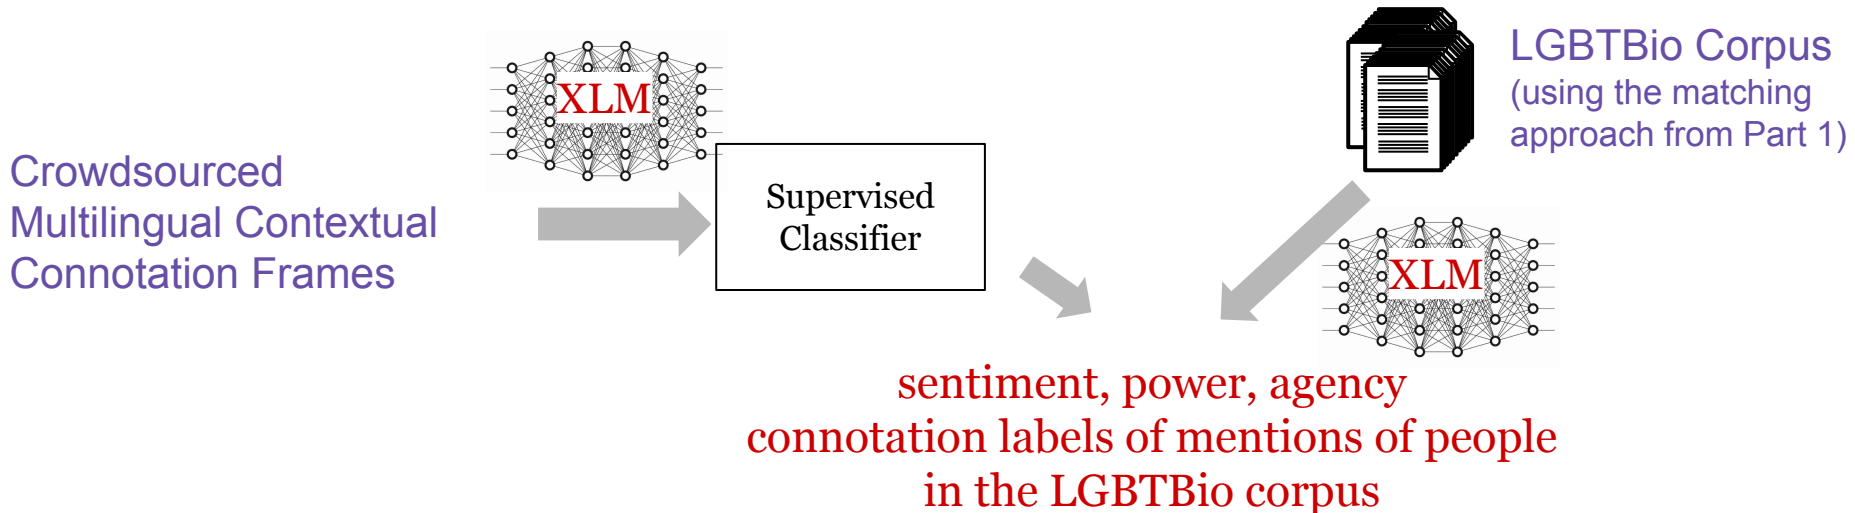 Crowdsourced
Multilingual Contextual
Connotation Frames
XLM
Supervised
Classifier
LGBTBio Corpus
(using the matching
approach from Part 1)
XLM
sentiment, power, agency
connotation labels of mentions of people
in the LGBTBio corpus